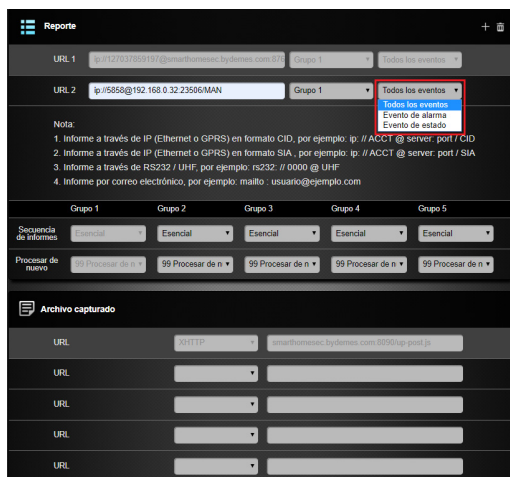 Reporte
URL 1 ip://127037859197@smarthomesec.bydemes.com:876 Grupo 1 Todos los eventos
URL 2 ip://5858@192.168.0.32:23506/MAN Grupo 1 Todos los eventos
Todos los eventos
Evento de alarma
Evento de estado
Nota:
1. Informe a través de IP (Ethernet o GPRS) en formato CID, por ejemplo: ip: // ACCT @ server: port / CID
2. Informe a través de IP (Ethernet o GPRS) en formato SIA , por ejemplo: ip: // ACCT @ server: port / SIA
3. Informe a través de RS232 / UHF, por ejemplo: rs232: // 0000 @ UHF
4. Informe por correo electrónico, por ejemplo: mailto : usuario@ejemplo.com
Grupo 1 Grupo 2 Grupo 3 Grupo 4 Grupo 5
Secuencia de informes Esencial Esencial Esencial Esencial Esencial
Procesar de nuevo 99 Procesar de n 99 Procesar de n 99 Procesar de n 99 Procesar de n 99 Procesar de n
Archivo capturado
URL XHTTP smarthomesec.bydemes.com:8090/up-post.js
URL
URL
URL
URL